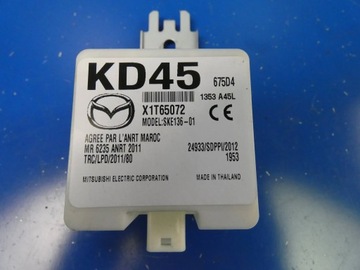 KD45 675D4
1353 A45L
X1T65072
MODEL:SKE136-01
AGREE PAR L'ANRT MAROC
MR 6235 ANRT 2011
TRC/LPD/2011/80
24933/SDPPI/2012
1953
MITSUBISHI ELECTRIC CORPORATION
MADE IN THAILAND